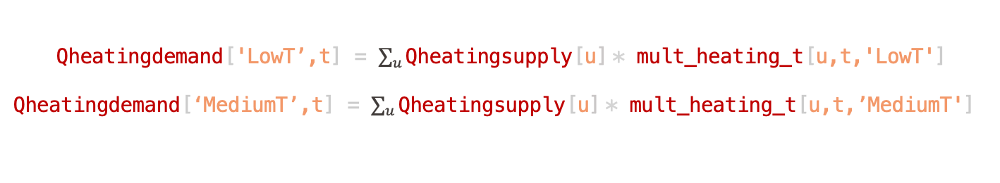 Qheatingdemand['LowT’,t] = ∑u Qheatingsupply[u]* mult_heating_t[u,t,'LowT']
Qheatingdemand[‘MediumT’,t] = ∑u Qheatingsupply[u]* mult_heating_t[u,t,’MediumT']